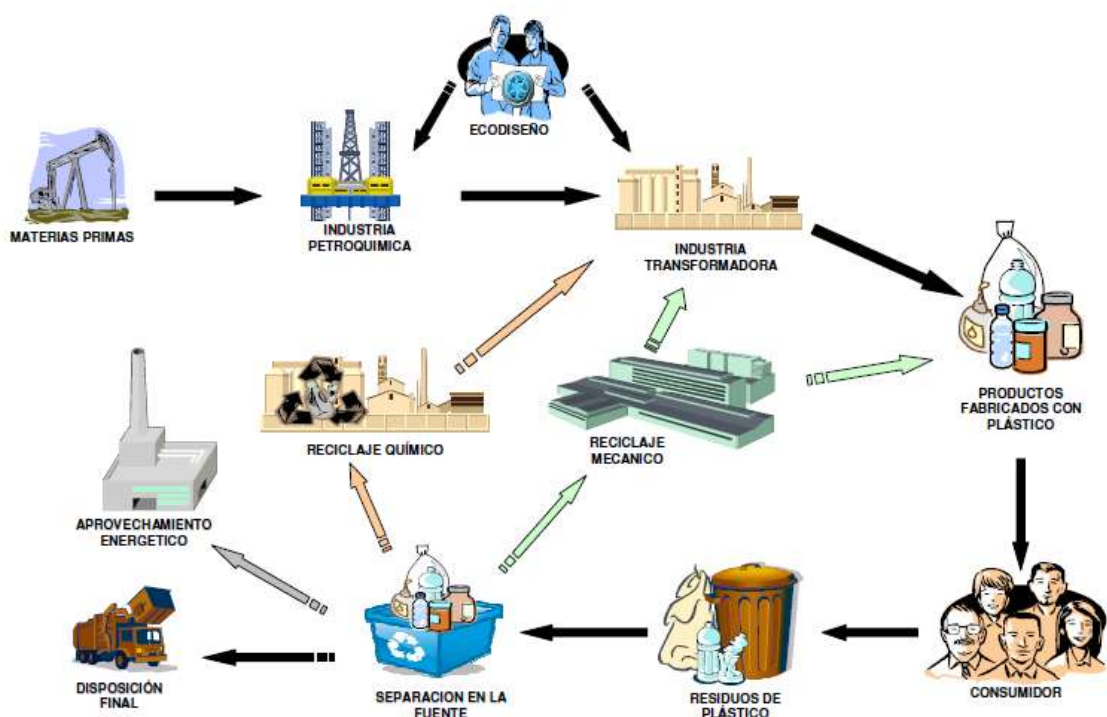 ECODISEÑO
MATERIAS PRIMAS
INDUSTRIA
PETROQUIMICA
INDUSTRIA
TRANSFORMADORA
PRODUCTOS
FABRICADOS CON
PLÁSTICO
RECICLAJE QUÍMICO
RECICLAJE
MECANICO
APROVECHAMIENTO
ENERGETICO
DISPOSICIÓN
FINAL
SEPARACION EN LA
FUENTE
RESIDUOS DE
PLÁSTICO
CONSUMIDOR